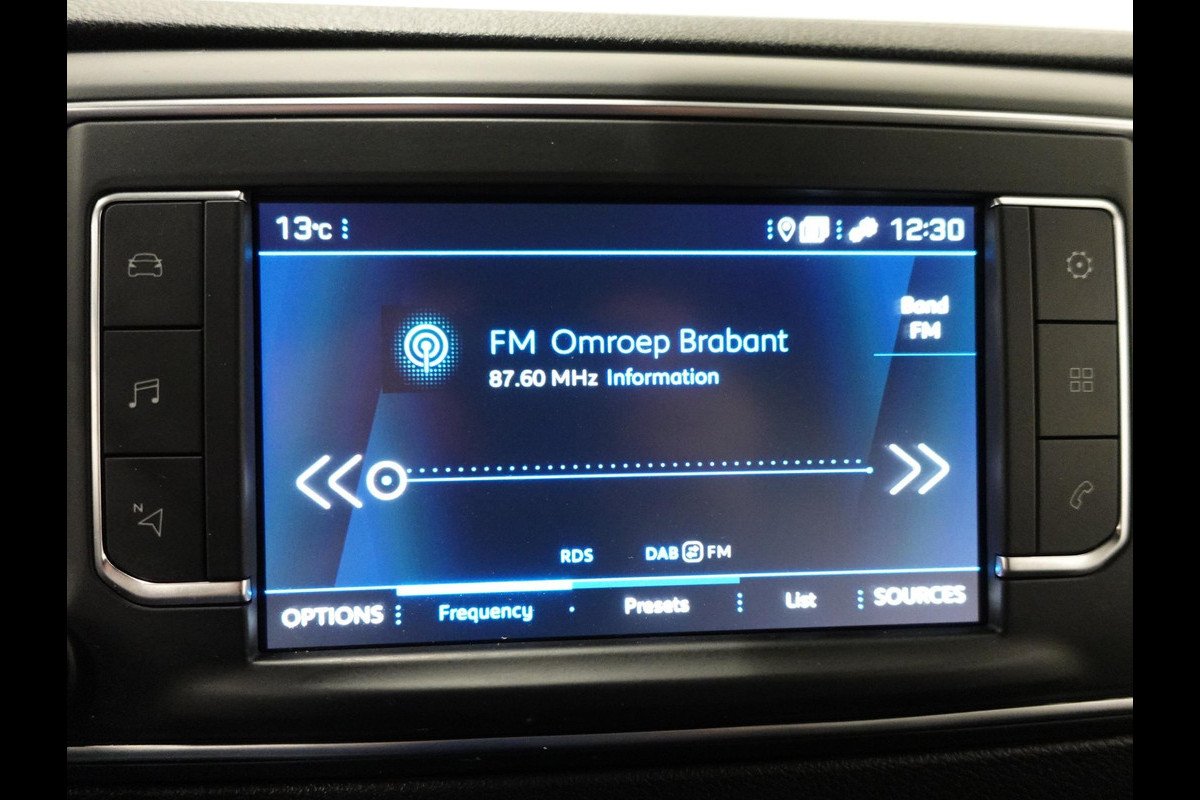 13°C
12:30
Band
FM
FM Omroep Brabant
87.60 MHz Information
RDS
DAB FM
OPTIONS
Frequency
Presets
List
SOURCES
N